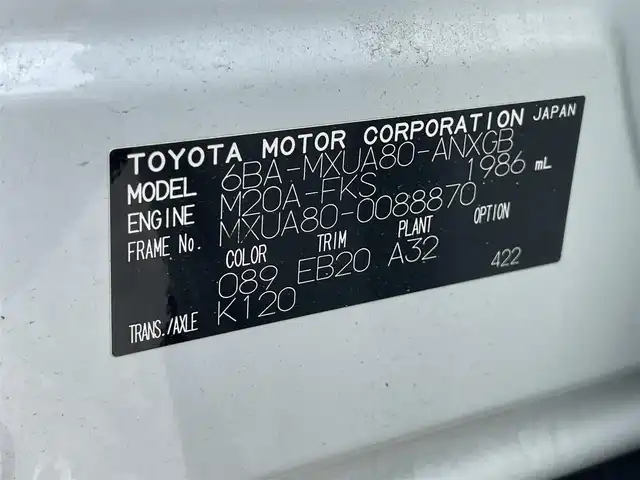 TOYOTA MOTOR CORPORATION JAPAN
MODEL 6BA-MXUA80-ANXGB
ENGINE M20A-FKS 1986 mL
FRAME No. MXUA80-0088870
COLOR TRIM PLANT OPTION
089 EB20 A32 422
TRANS./AXLE K120